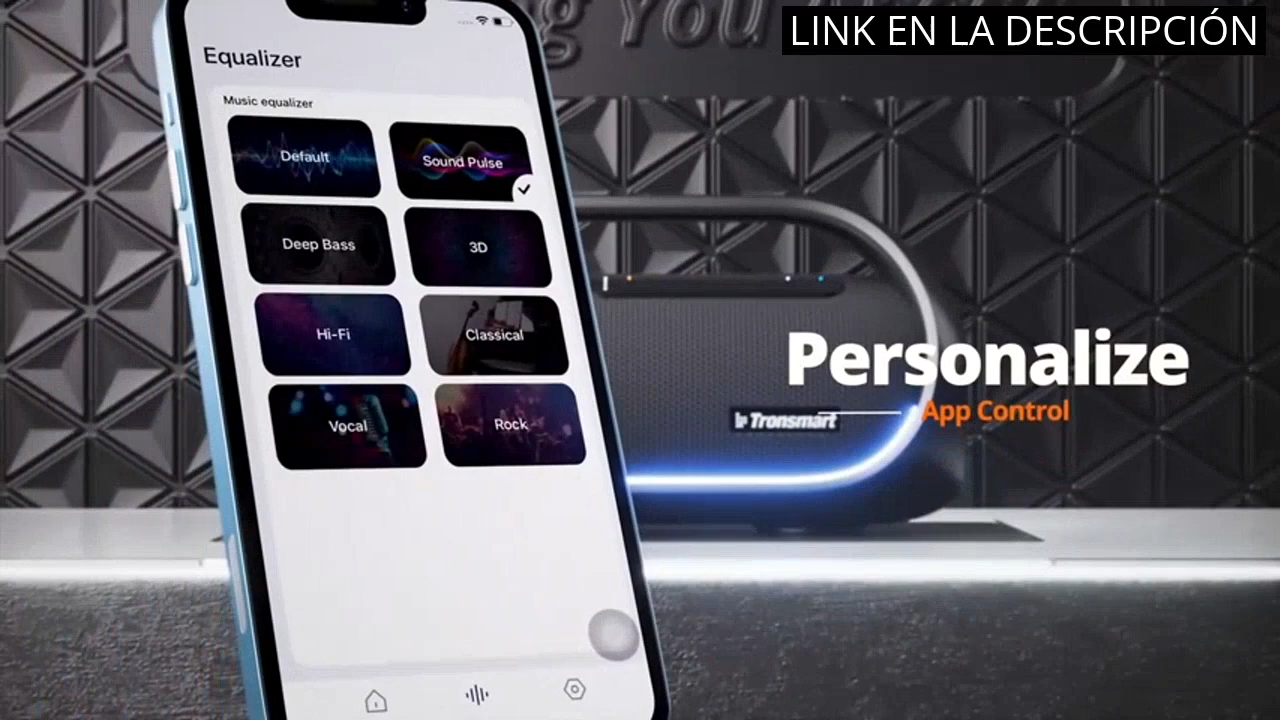 LINK EN LA DESCRIPCIÓN
g You
Equalizer
Music equalizer
Default
Sound Pulse
Deep Bass
3D
Hi-Fi
Classical
Vocal
Rock
Personalize
App Control
Tronsmart